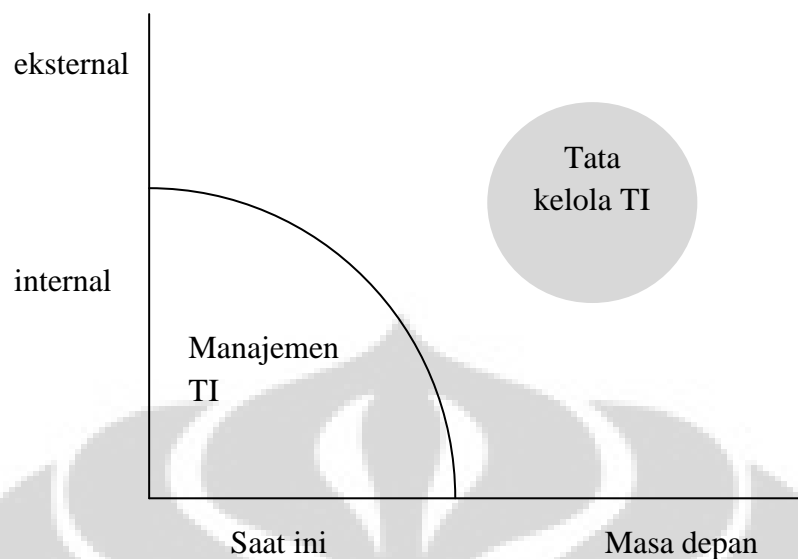 eksternal
Tata
kelola TI
internal
Manajemen
TI
Saat ini
Masa depan